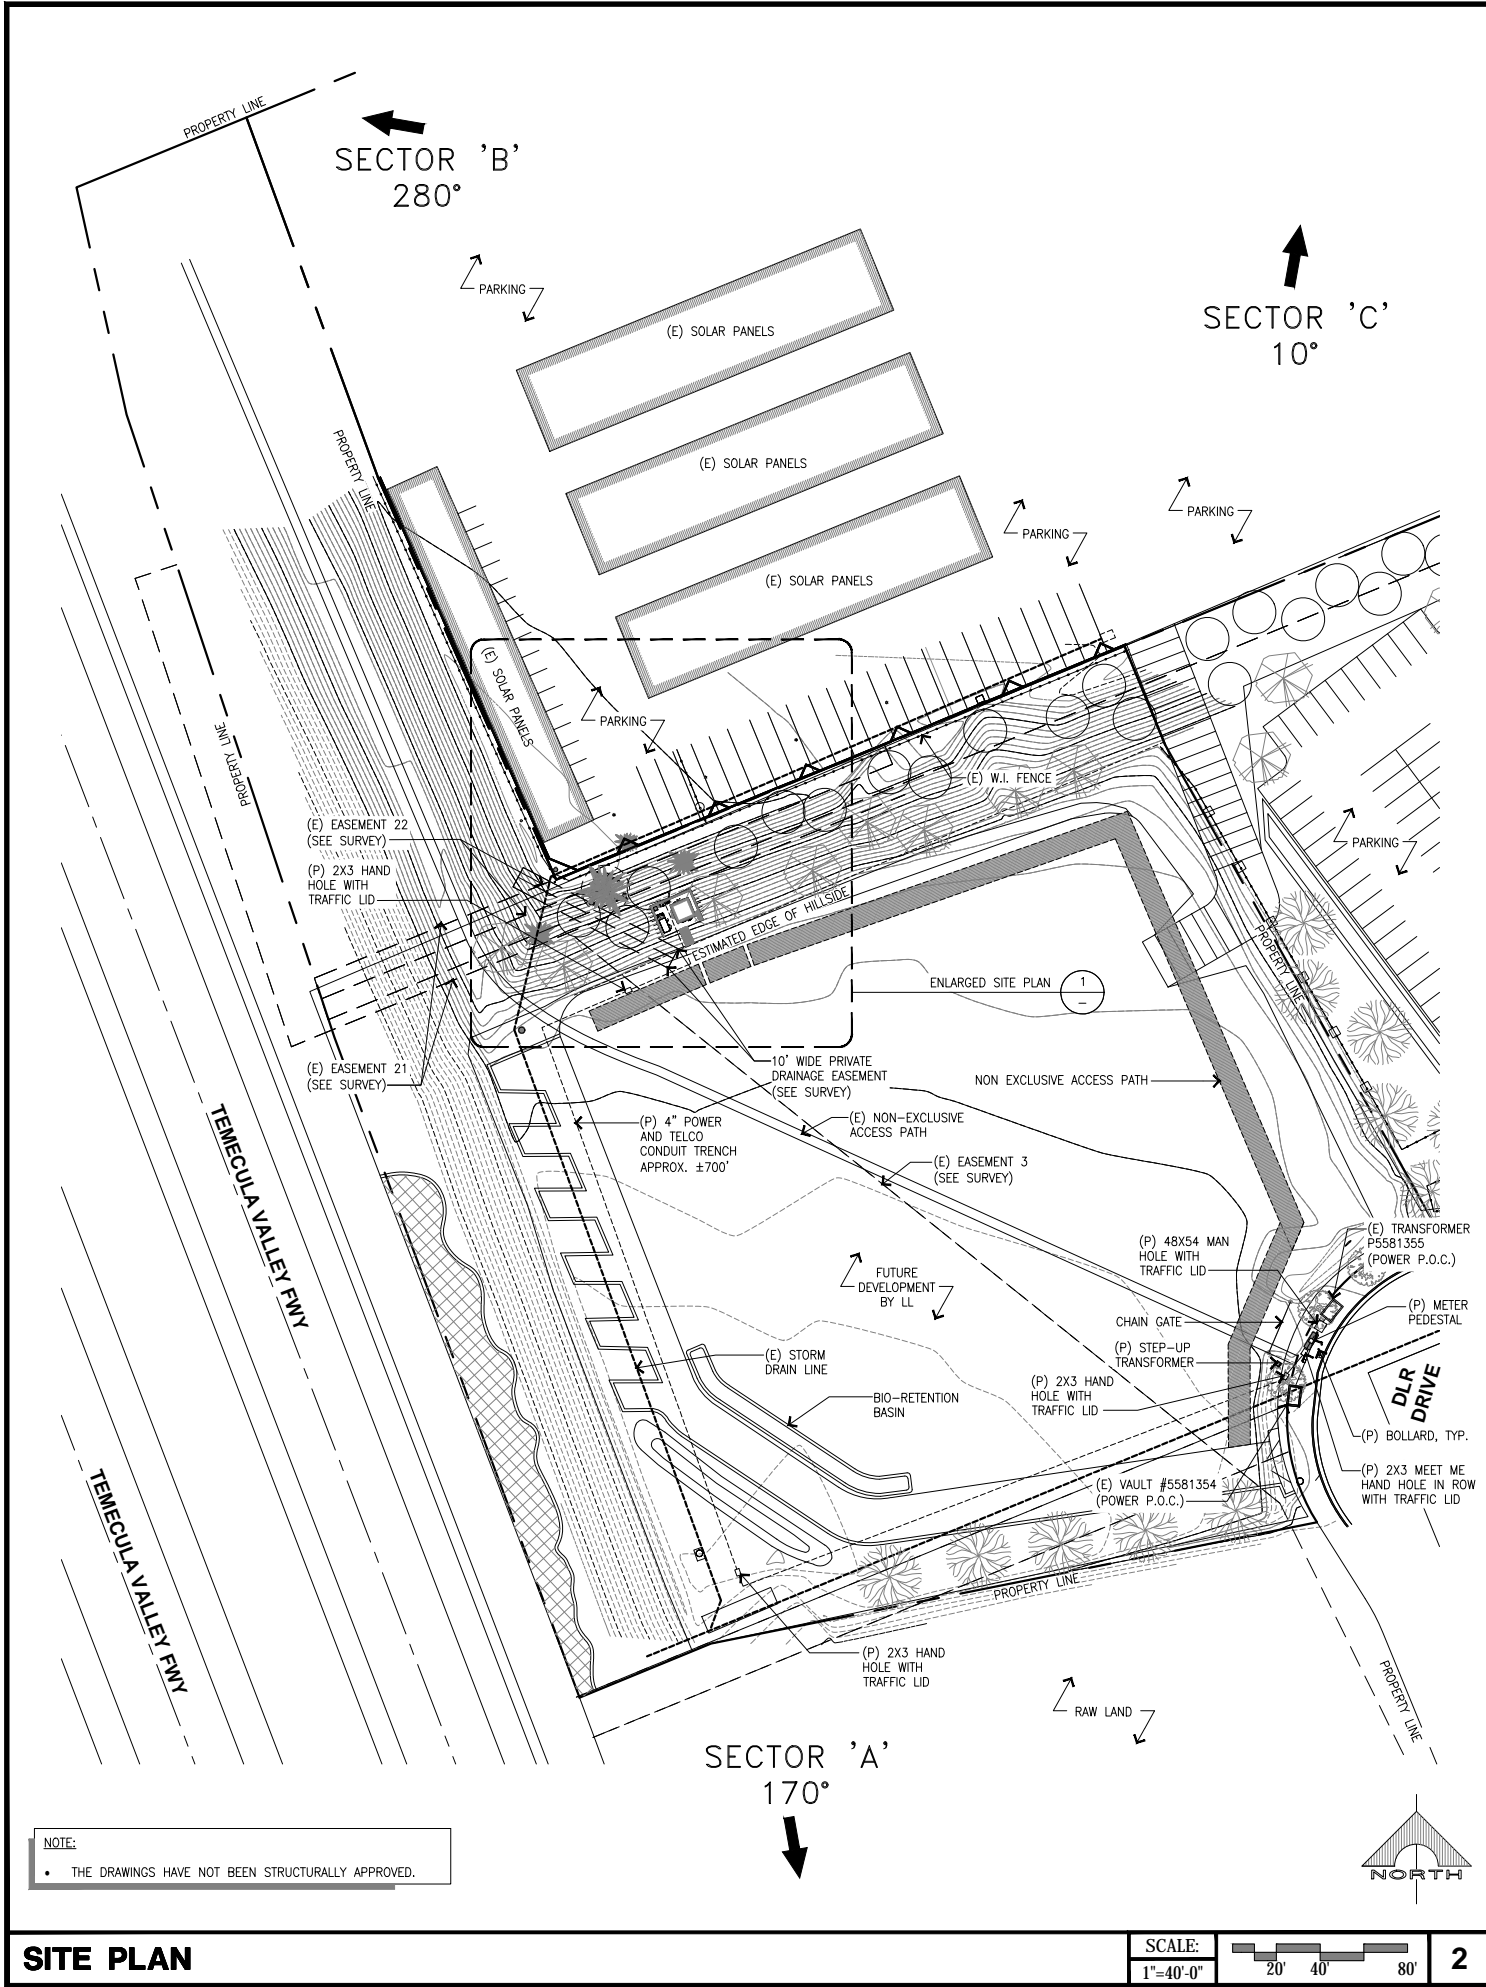 PROPERTY LINE
SECTOR 'B'
280°
PARKING
(E) SOLAR PANELS
SECTOR 'C'
10°
(E) SOLAR PANELS
PROPERTY LINE
PARKING
PARKING
(E) SOLAR PANELS
(E) SOLAR PANELS
PARKING
PROPERTY LINE
(E) W.I. FENCE
(E) EASEMENT 22
(SEE SURVEY)
(P) 2X3 HAND
HOLE WITH
TRAFFIC LID
PARKING
ESTIMATED EDGE OF HILLSIDE
PROPERTY LINE
ENLARGED SITE PLAN
1
–
(E) EASEMENT 21
(SEE SURVEY)
10' WIDE PRIVATE
DRAINAGE EASEMENT
(SEE SURVEY)
NON EXCLUSIVE ACCESS PATH
(P) 4" POWER
AND TELCO
CONDUIT TRENCH
APPROX. ±700'
(E) NON-EXCLUSIVE
ACCESS PATH
(E) EASEMENT 3
(SEE SURVEY)
TEMECULA VALLEY FWY
(P) 48X54 MAN
HOLE WITH
TRAFFIC LID
(E) TRANSFORMER
P5581355
(POWER P.O.C.)
FUTURE
DEVELOPMENT
BY LL
(P) METER
PEDESTAL
CHAIN GATE
(P) STEP-UP
TRANSFORMER
(E) STORM
DRAIN LINE
(P) 2X3 HAND
HOLE WITH
TRAFFIC LID
DLR
DRIVE
BIO-RETENTION
BASIN
(P) BOLLARD, TYP.
(E) VAULT #5581354
(POWER P.O.C.)
(P) 2X3 MEET ME
HAND HOLE IN ROW
WITH TRAFFIC LID
TEMECULA VALLEY FWY
PROPERTY LINE
(P) 2X3 HAND
HOLE WITH
TRAFFIC LID
PROPERTY LINE
RAW LAND
SECTOR 'A'
170°
NOTE:
• THE DRAWINGS HAVE NOT BEEN STRUCTURALLY APPROVED.
NORTH
SITE PLAN
SCALE:
1"=40'-0"
20' 40' 80'
2